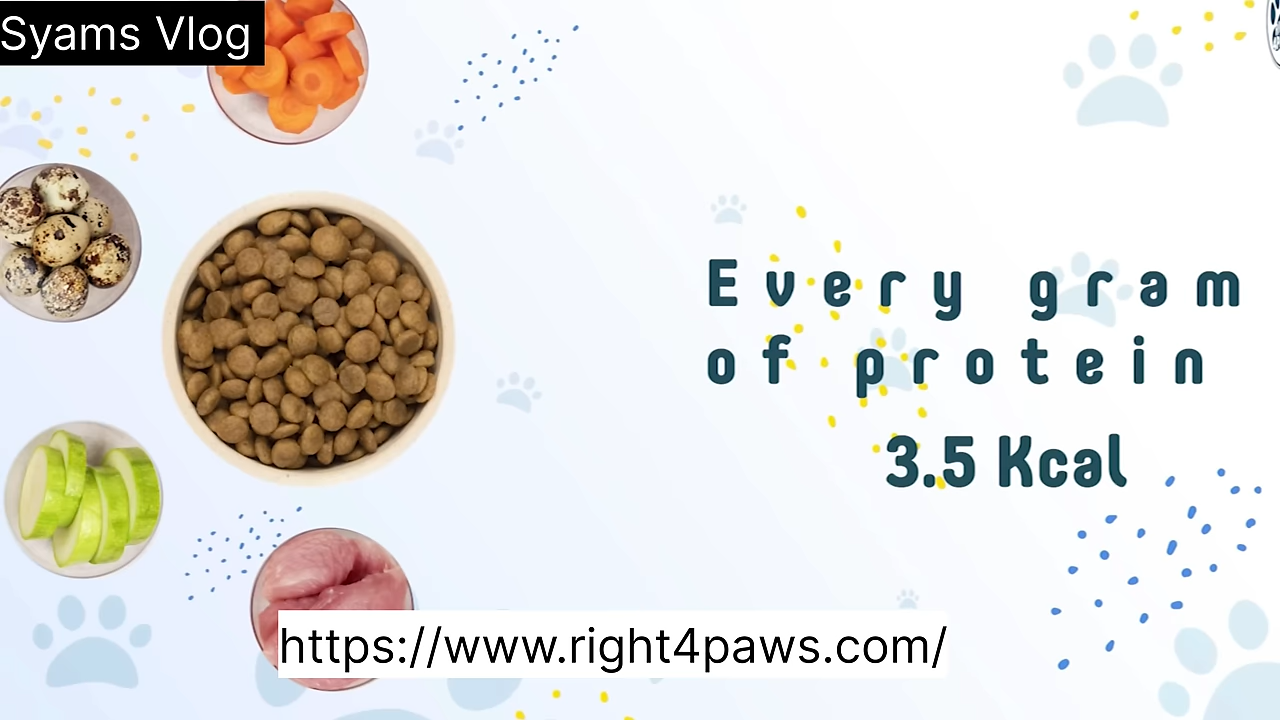 Syams Vlog
Every gram
of protein
3.5 Kcal
https://www.right4paws.com/